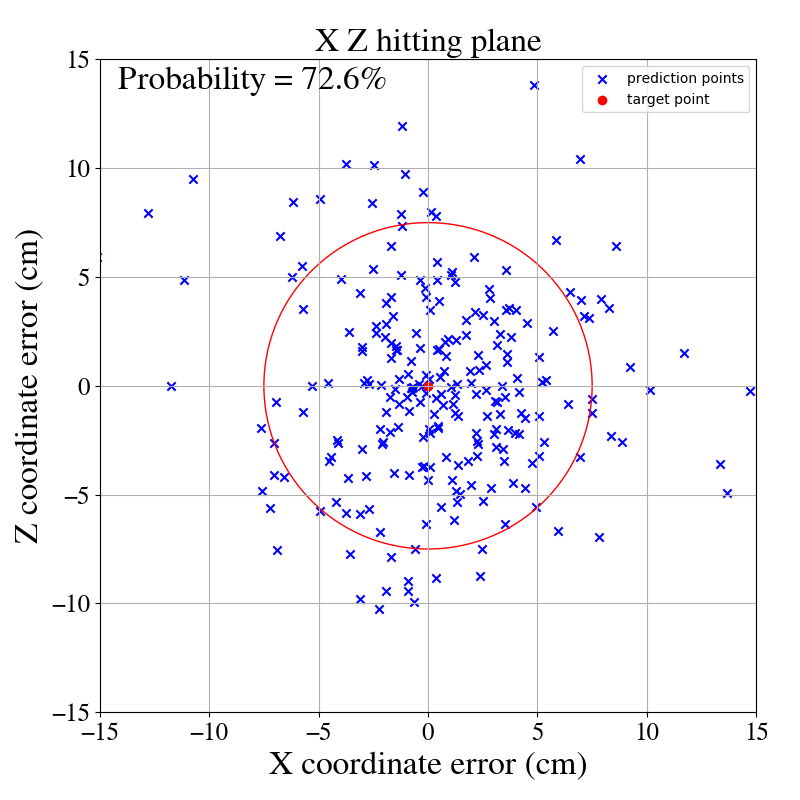 X Z hitting plane
Probability = 72.6%
prediction points
target point
15
10
5
0
−5
−10
−15
Z coordinate error (cm)
−15
−10
−5
0
5
10
15
X coordinate error (cm)